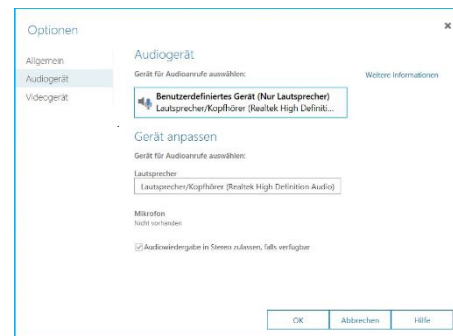 Optionen
Allgemein
Audiogerät
Videogerät
Audiogerät
Gerät für Audioanrufe auswählen:
Weitere Informationen
Benutzerdefiniertes Gerät (Nur Lautsprecher)
Lautsprecher/Kopfhörer (Realtek High Definiti...
Gerät anpassen
Gerät für Audioanrufe auswählen:
Lautsprecher
Lautsprecher/Kopfhörer (Realtek High Definition Audio)
Mikrofon
Nicht vorhanden
Audiowiedergabe in Stereo zulassen, falls verfügbar
OK
Abbrechen
Hilfe